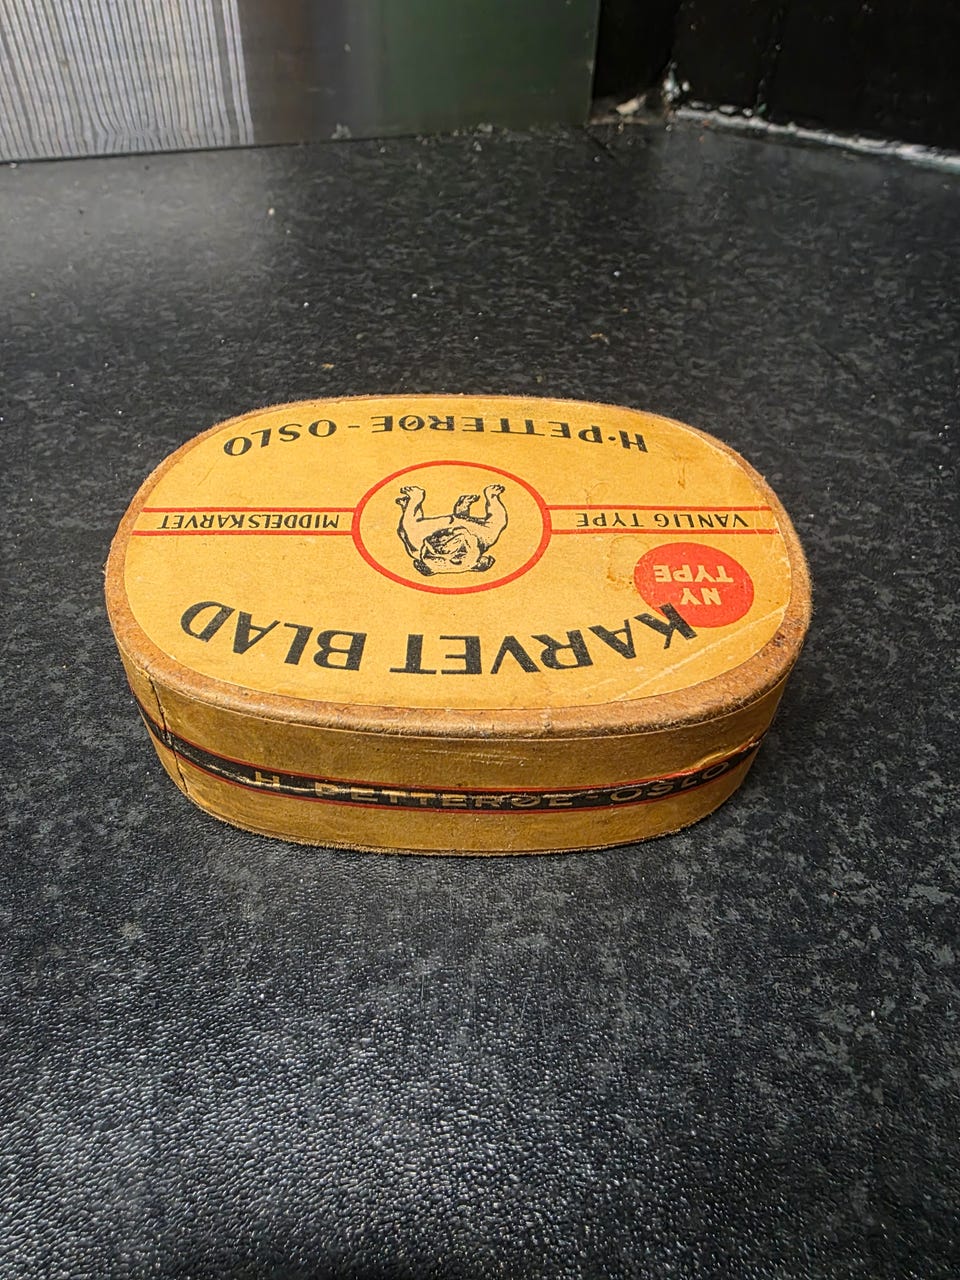 KARVET BLAD
NY
TYPE
VANLIG TYPE
MIDDELSKARVET
H·PETTERØE - OSLO
H. PETTERØE - OSLO